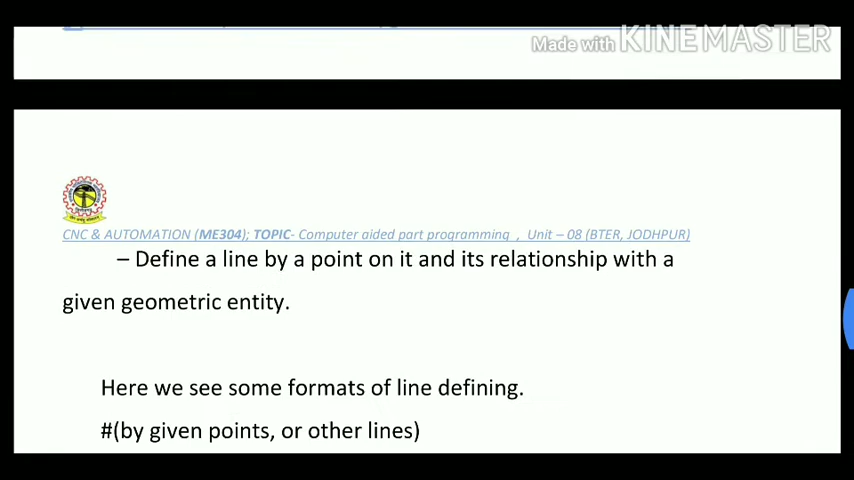 Made with KINEMASTER
CNC & AUTOMATION (ME304); TOPIC- Computer aided part programming , Unit – 08 (BTER, JODHPUR)
– Define a line by a point on it and its relationship with a
given geometric entity.
Here we see some formats of line defining.
#(by given points, or other lines)